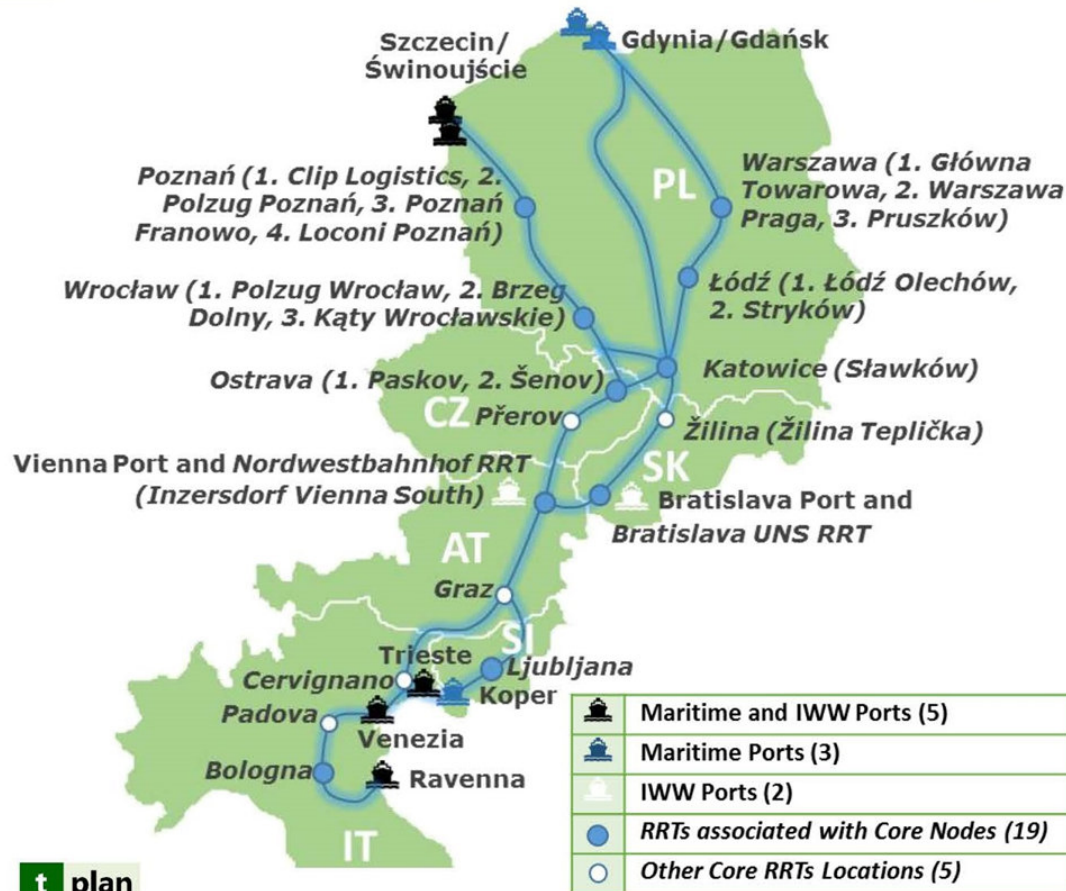 Szczecin/
Świnoujście
Gdynia/Gdańsk
PL
Poznań (1. Clip Logistics, 2.
Polzug Poznań, 3. Poznań
Franowo, 4. Loconi Poznań)
Warszawa (1. Główna
Towarowa, 2. Warszawa
Praga, 3. Pruszków)
Wrocław (1. Polzug Wrocław, 2. Brzeg
Dolny, 3. Kąty Wrocławskie)
Łódź (1. Łódź Olechów,
2. Stryków)
Ostrava (1. Paskov, 2. Šenov)
Katowice (Sławków)
CZ
Přerov
Žilina (Žilina Teplička)
SK
Vienna Port and Nordwestbahnhof RRT
(Inzersdorf Vienna South)
Bratislava Port and
Bratislava UNS RRT
AT
Graz
SI
Trieste
Ljubljana
Cervignano
Koper
Padova
Venezia
Bologna
Ravenna
IT
Maritime and IWW Ports (5)
Maritime Ports (3)
IWW Ports (2)
RRTs associated with Core Nodes (19)
Other Core RRTs Locations (5)
t plan